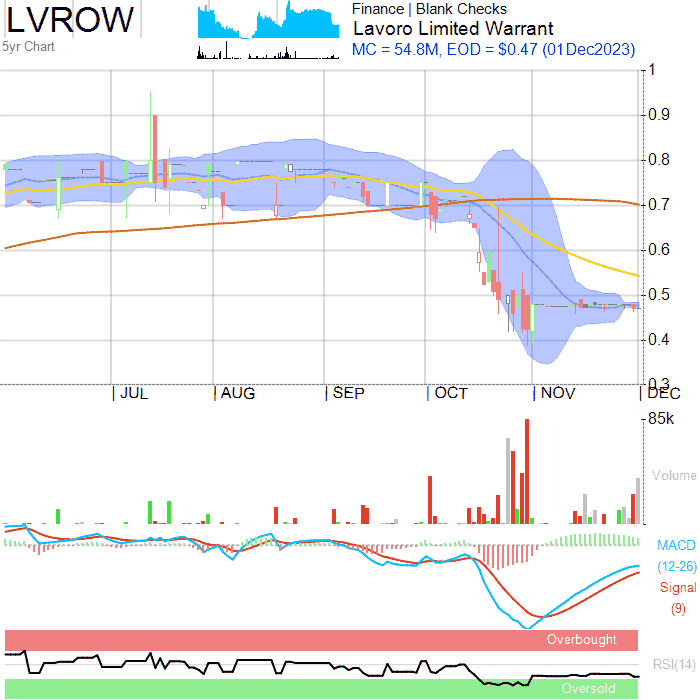 LVROW
5yr Chart
Finance | Blank Checks
Lavoro Limited Warrant
MC = 54.8M, EOD = $0.47 (01Dec2023)
1
0.9
0.8
0.7
0.6
0.5
0.4
0.3
JUL
AUG
SEP
OCT
NOV
DEC
85k
Volume
MACD
(12-26)
Signal
(9)
Overbought
RSI(14)
Oversold